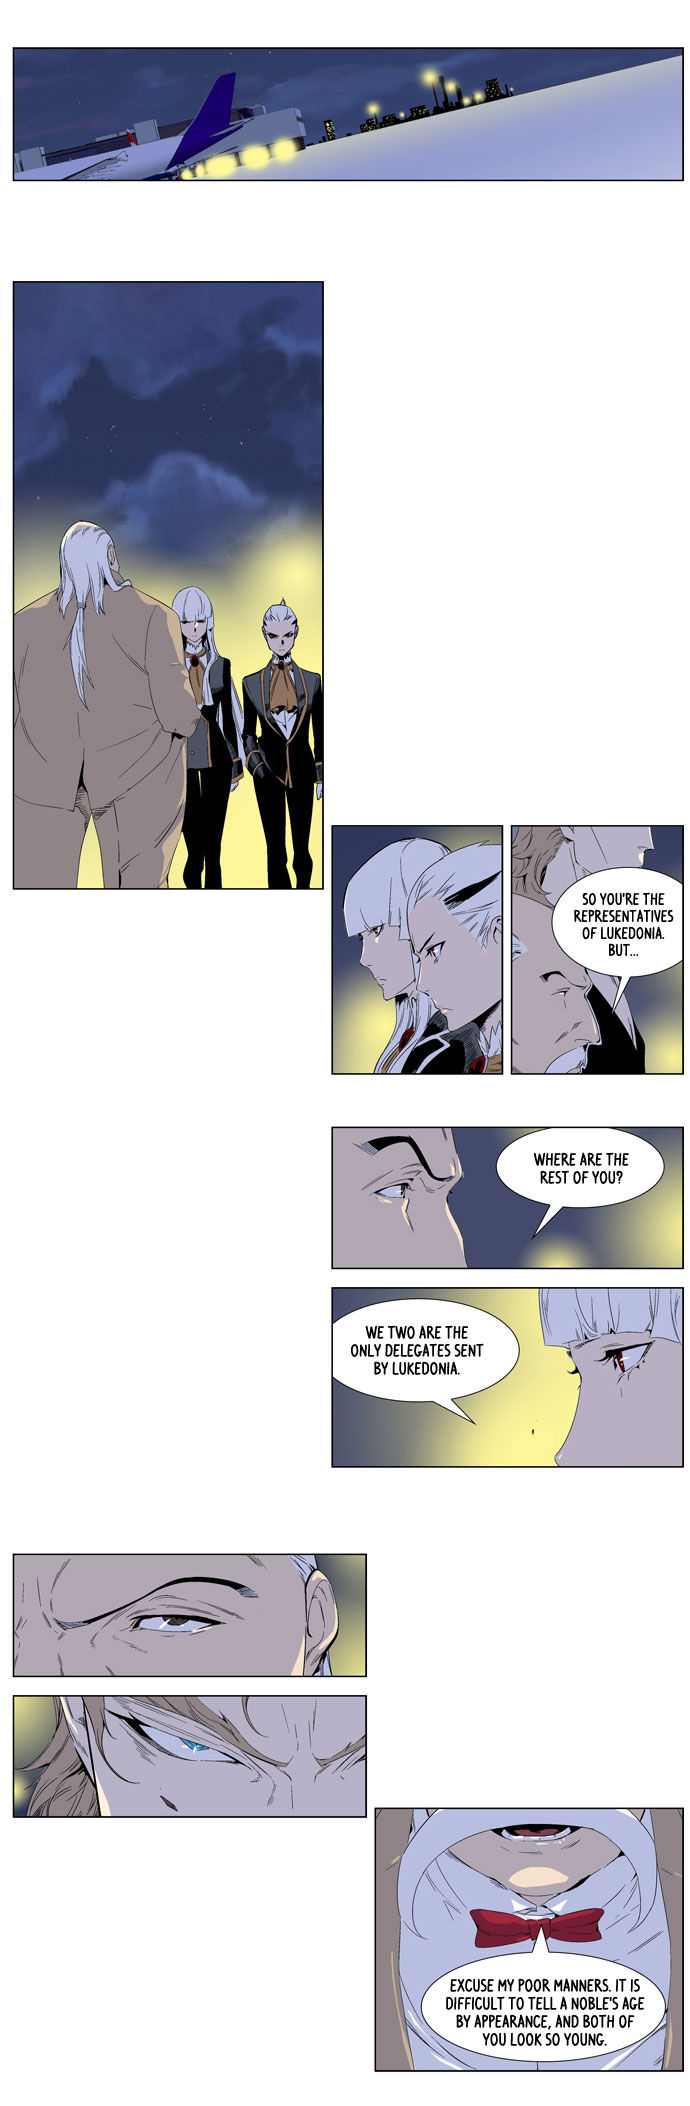 SO YOU'RE THE
REPRESENTATIVES
OF LUKEDONIA.
BUT...
WHERE ARE THE
REST OF YOU?
WE TWO ARE THE
ONLY DELEGATES SENT
BY LUKEDONIA.
EXCUSE MY POOR MANNERS. IT IS
DIFFICULT TO TELL A NOBLE'S AGE
BY APPEARANCE, AND BOTH OF
YOU LOOK SO YOUNG.